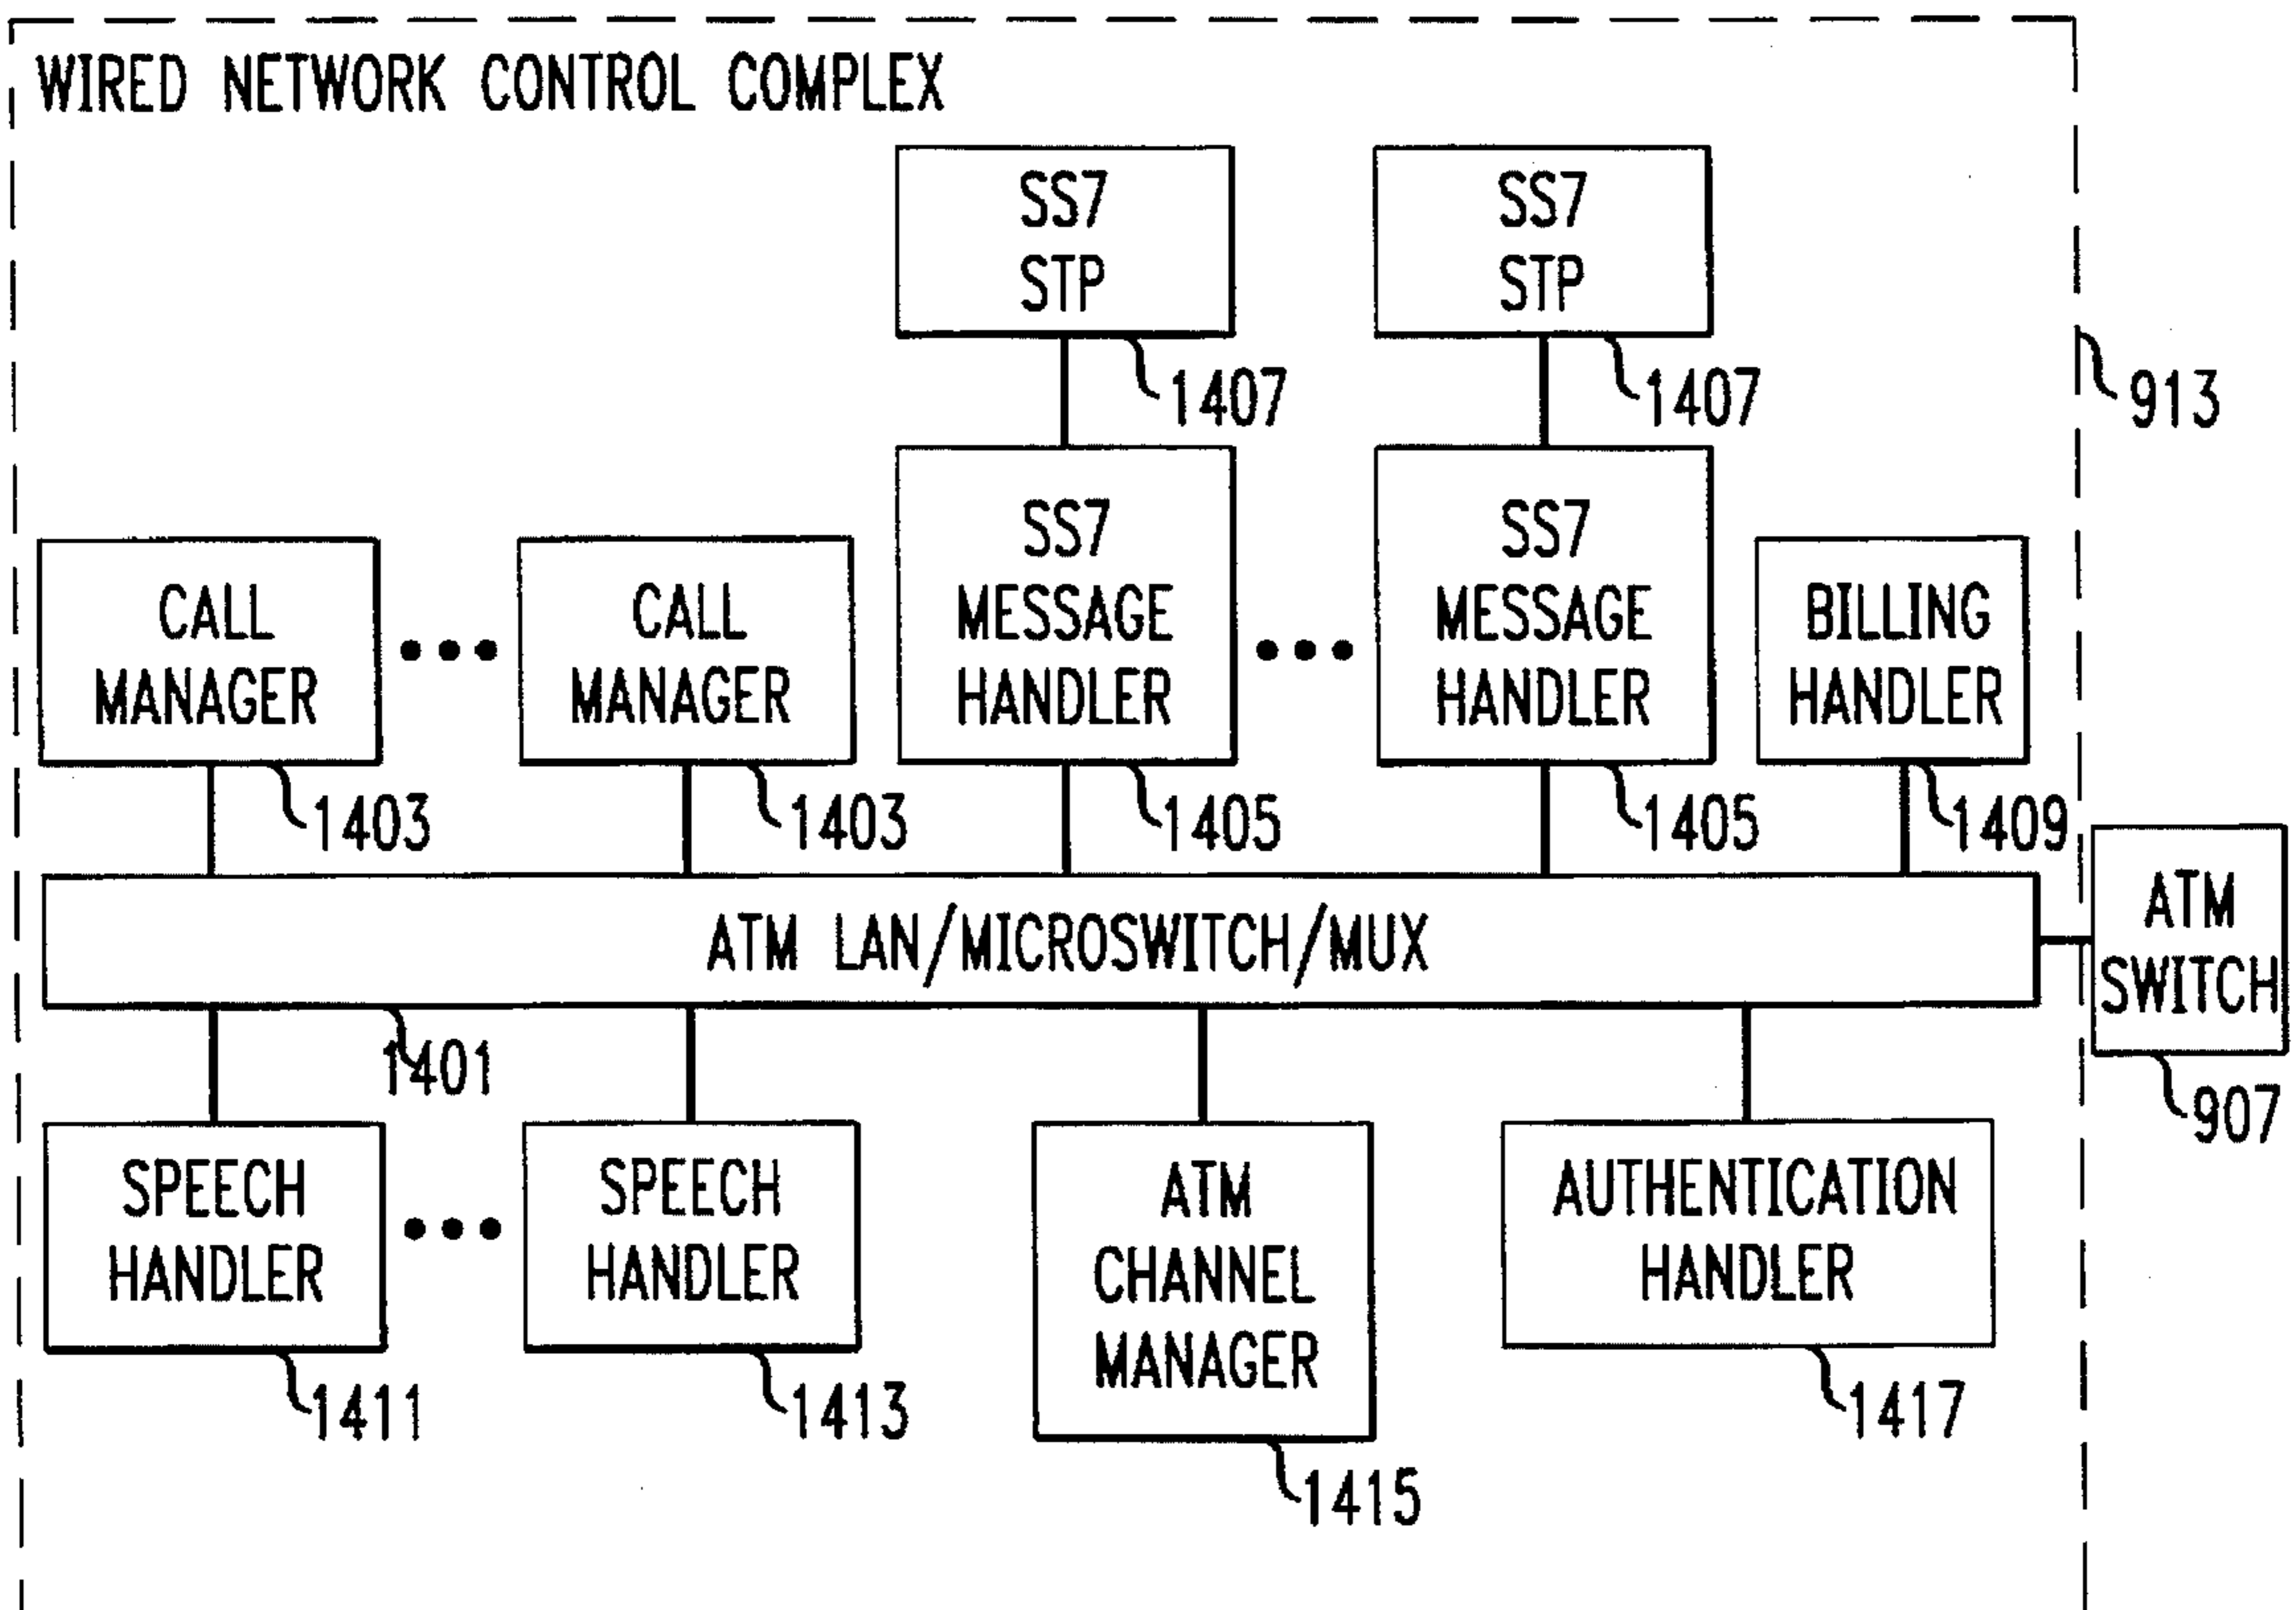 WIRED NETWORK CONTROL COMPLEX
SS7
STP
1407
SS7
STP
1407
913
CALL
MANAGER
1403
CALL
MANAGER
1403
SS7
MESSAGE
HANDLER
1405
SS7
MESSAGE
HANDLER
1405
BILLING
HANDLER
1409
ATM LAN/MICROSWITCH/MUX
1401
ATM
SWITCH
907
SPEECH
HANDLER
1411
SPEECH
HANDLER
1413
ATM
CHANNEL
MANAGER
1415
AUTHENTICATION
HANDLER
1417